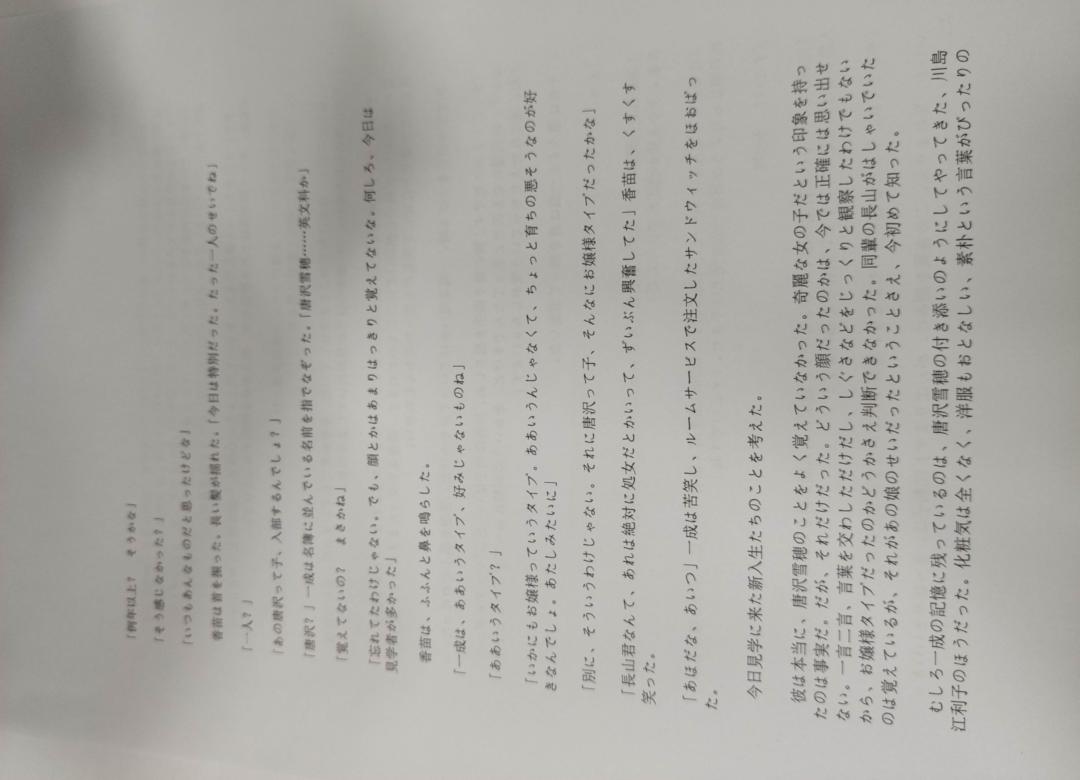 「例年以上?　そうかな」
「そう感じなかった?」
「いつもあんなものだと思ったけどな」
香苗は首を振った。長い髪が揺れた。「今日は特別だった。たった一人のせいでね」
「一人?」
「あの唐沢って子、入部するんでしょ?」
「唐沢?」一成は名簿に並んでいる名前を指でなぞった。「唐沢雪穂……英文科か」
「覚えてないの?　まさかね」
「忘れてたわけじゃない。でも、顔とかはあまりはっきりと覚えてないな。何しろ、今日は
見学者が多かった」
香苗は、ふふんと鼻を鳴らした。
「一成は、ああいうタイプ、好みじゃないものね」
「ああいうタイプ?」
「いかにもお嬢様っていうタイプ。ああいうんじゃなくて、ちょっと育ちの悪そうなのが好
きなんでしょ。あたしみたいに」
「別に、そういうわけじゃない。それに唐沢って子、そんなにお嬢様タイプだったかな」
「長山君なんて、あれは絶対に処女だとかいって、ずいぶん興奮してた」香苗は、くすくす
笑った。
「あほだな、あいつ」一成は苦笑し、ルームサービスで注文したサンドウィッチをほおばっ
た。
今日見学に来た新入生たちのことを考えた。
彼は本当に、唐沢雪穂のことをよく覚えていなかった。奇麗な女の子だという印象を持っ
たのは事実だ。だが、それだけだった。どういう顔だったのかは、今では正確には思い出せ
ない。一言二言、言葉を交わしただけだし、しぐさなどをじっくりと観察したわけでもない
から、お嬢様タイプだったのかどうかさえ判断できなかった。同輩の長山がはしゃいでいた
のは覚えているが、それがあの娘のせいだったということさえ、今初めて知った。
むしろ一成の記憶に残っているのは、唐沢雪穂の付き添いのようにしてやってきた、川島
江利子のほうだった。化粧気は全くなく、洋服もおとなしい、素朴という言葉がぴったりの